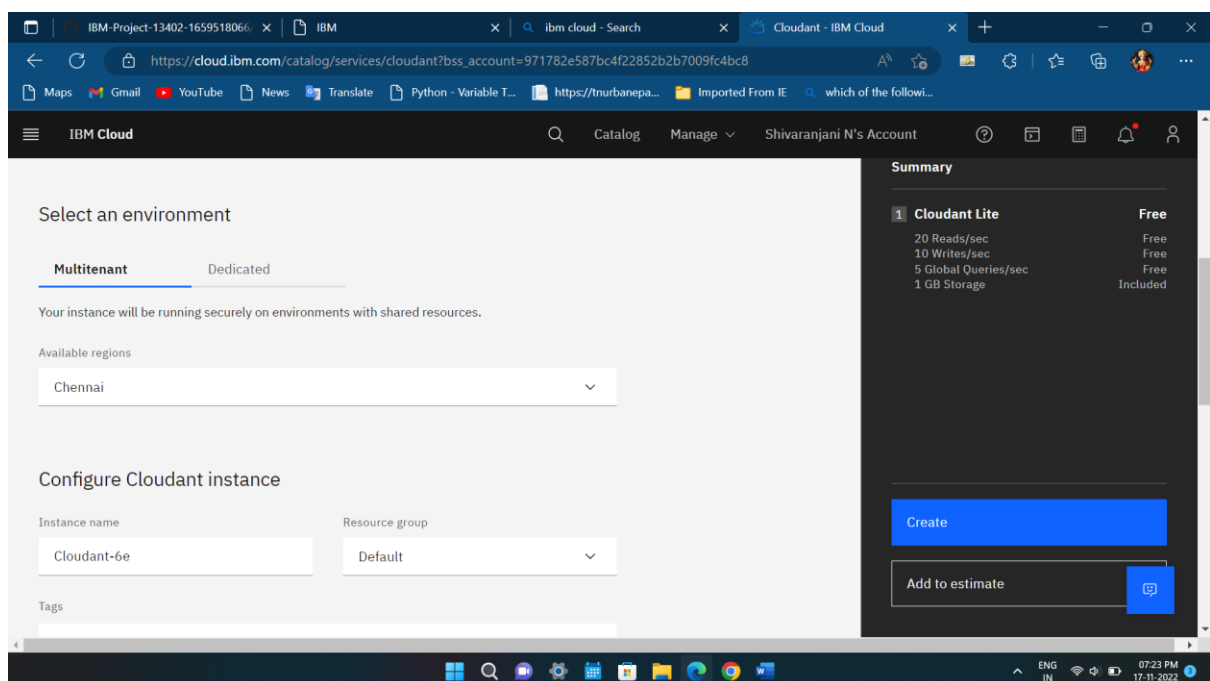 IBM-Project-13402-1659518066
IBM
ibm cloud - Search
Cloudant - IBM Cloud
https://cloud.ibm.com/catalog/services/cloudant?bss_account=971782e587bc4f22852b2b7009fc4bc8
Maps Gmail YouTube News Translate Python - Variable T... https://tnurbanepa... Imported From IE which of the followi...
IBM Cloud Catalog Manage Shivaranjani N's Account
Select an environment
Multitenant Dedicated
Your instance will be running securely on environments with shared resources.
Available regions
Chennai
Configure Cloudant instance
Instance name Resource group
Cloudant-6e Default
Tags
Summary
1 Cloudant Lite Free
20 Reads/sec Free
10 Writes/sec Free
5 Global Queries/sec Free
1 GB Storage Included
Create
Add to estimate
ENG 07:23 PM
IN 17-11-2022 3